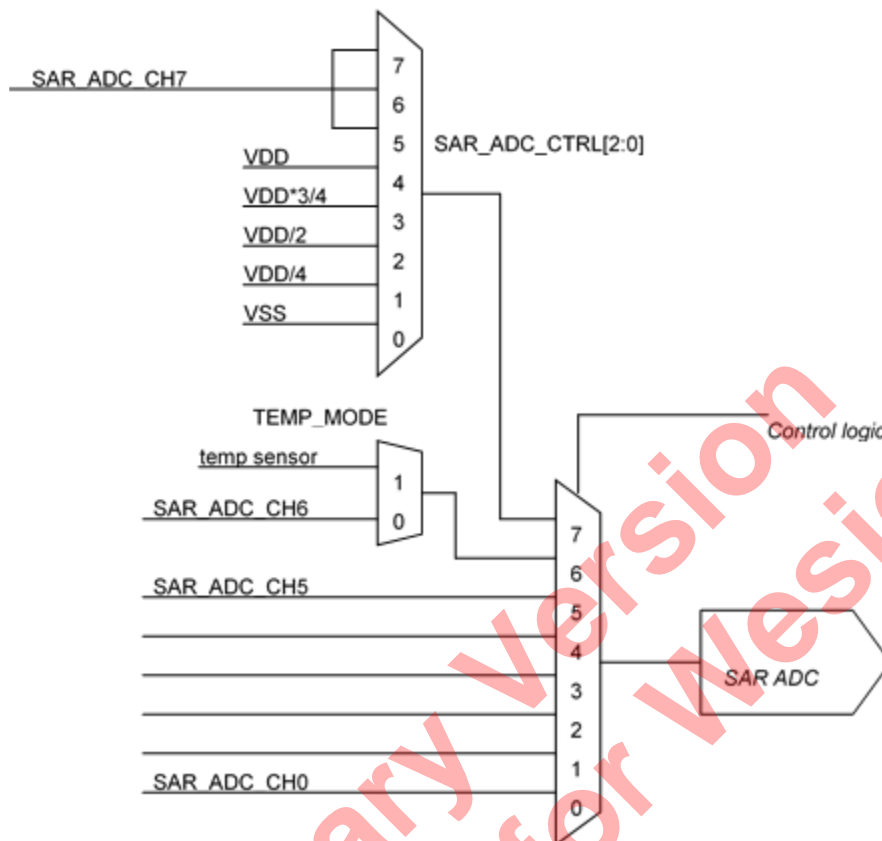 7
SAR_ADC_CH7
6
5
SAR_ADC_CTRL[2:0]
VDD
4
VDD*3/4
3
VDD/2
2
VDD/4
1
VSS
0
TEMP_MODE
Control logic
temp sensor
1
SAR_ADC_CH6
0
7
6
SAR_ADC_CH5
5
4
SAR ADC
3
2
1
SAR_ADC_CH0
0
ary Version
for Wesi